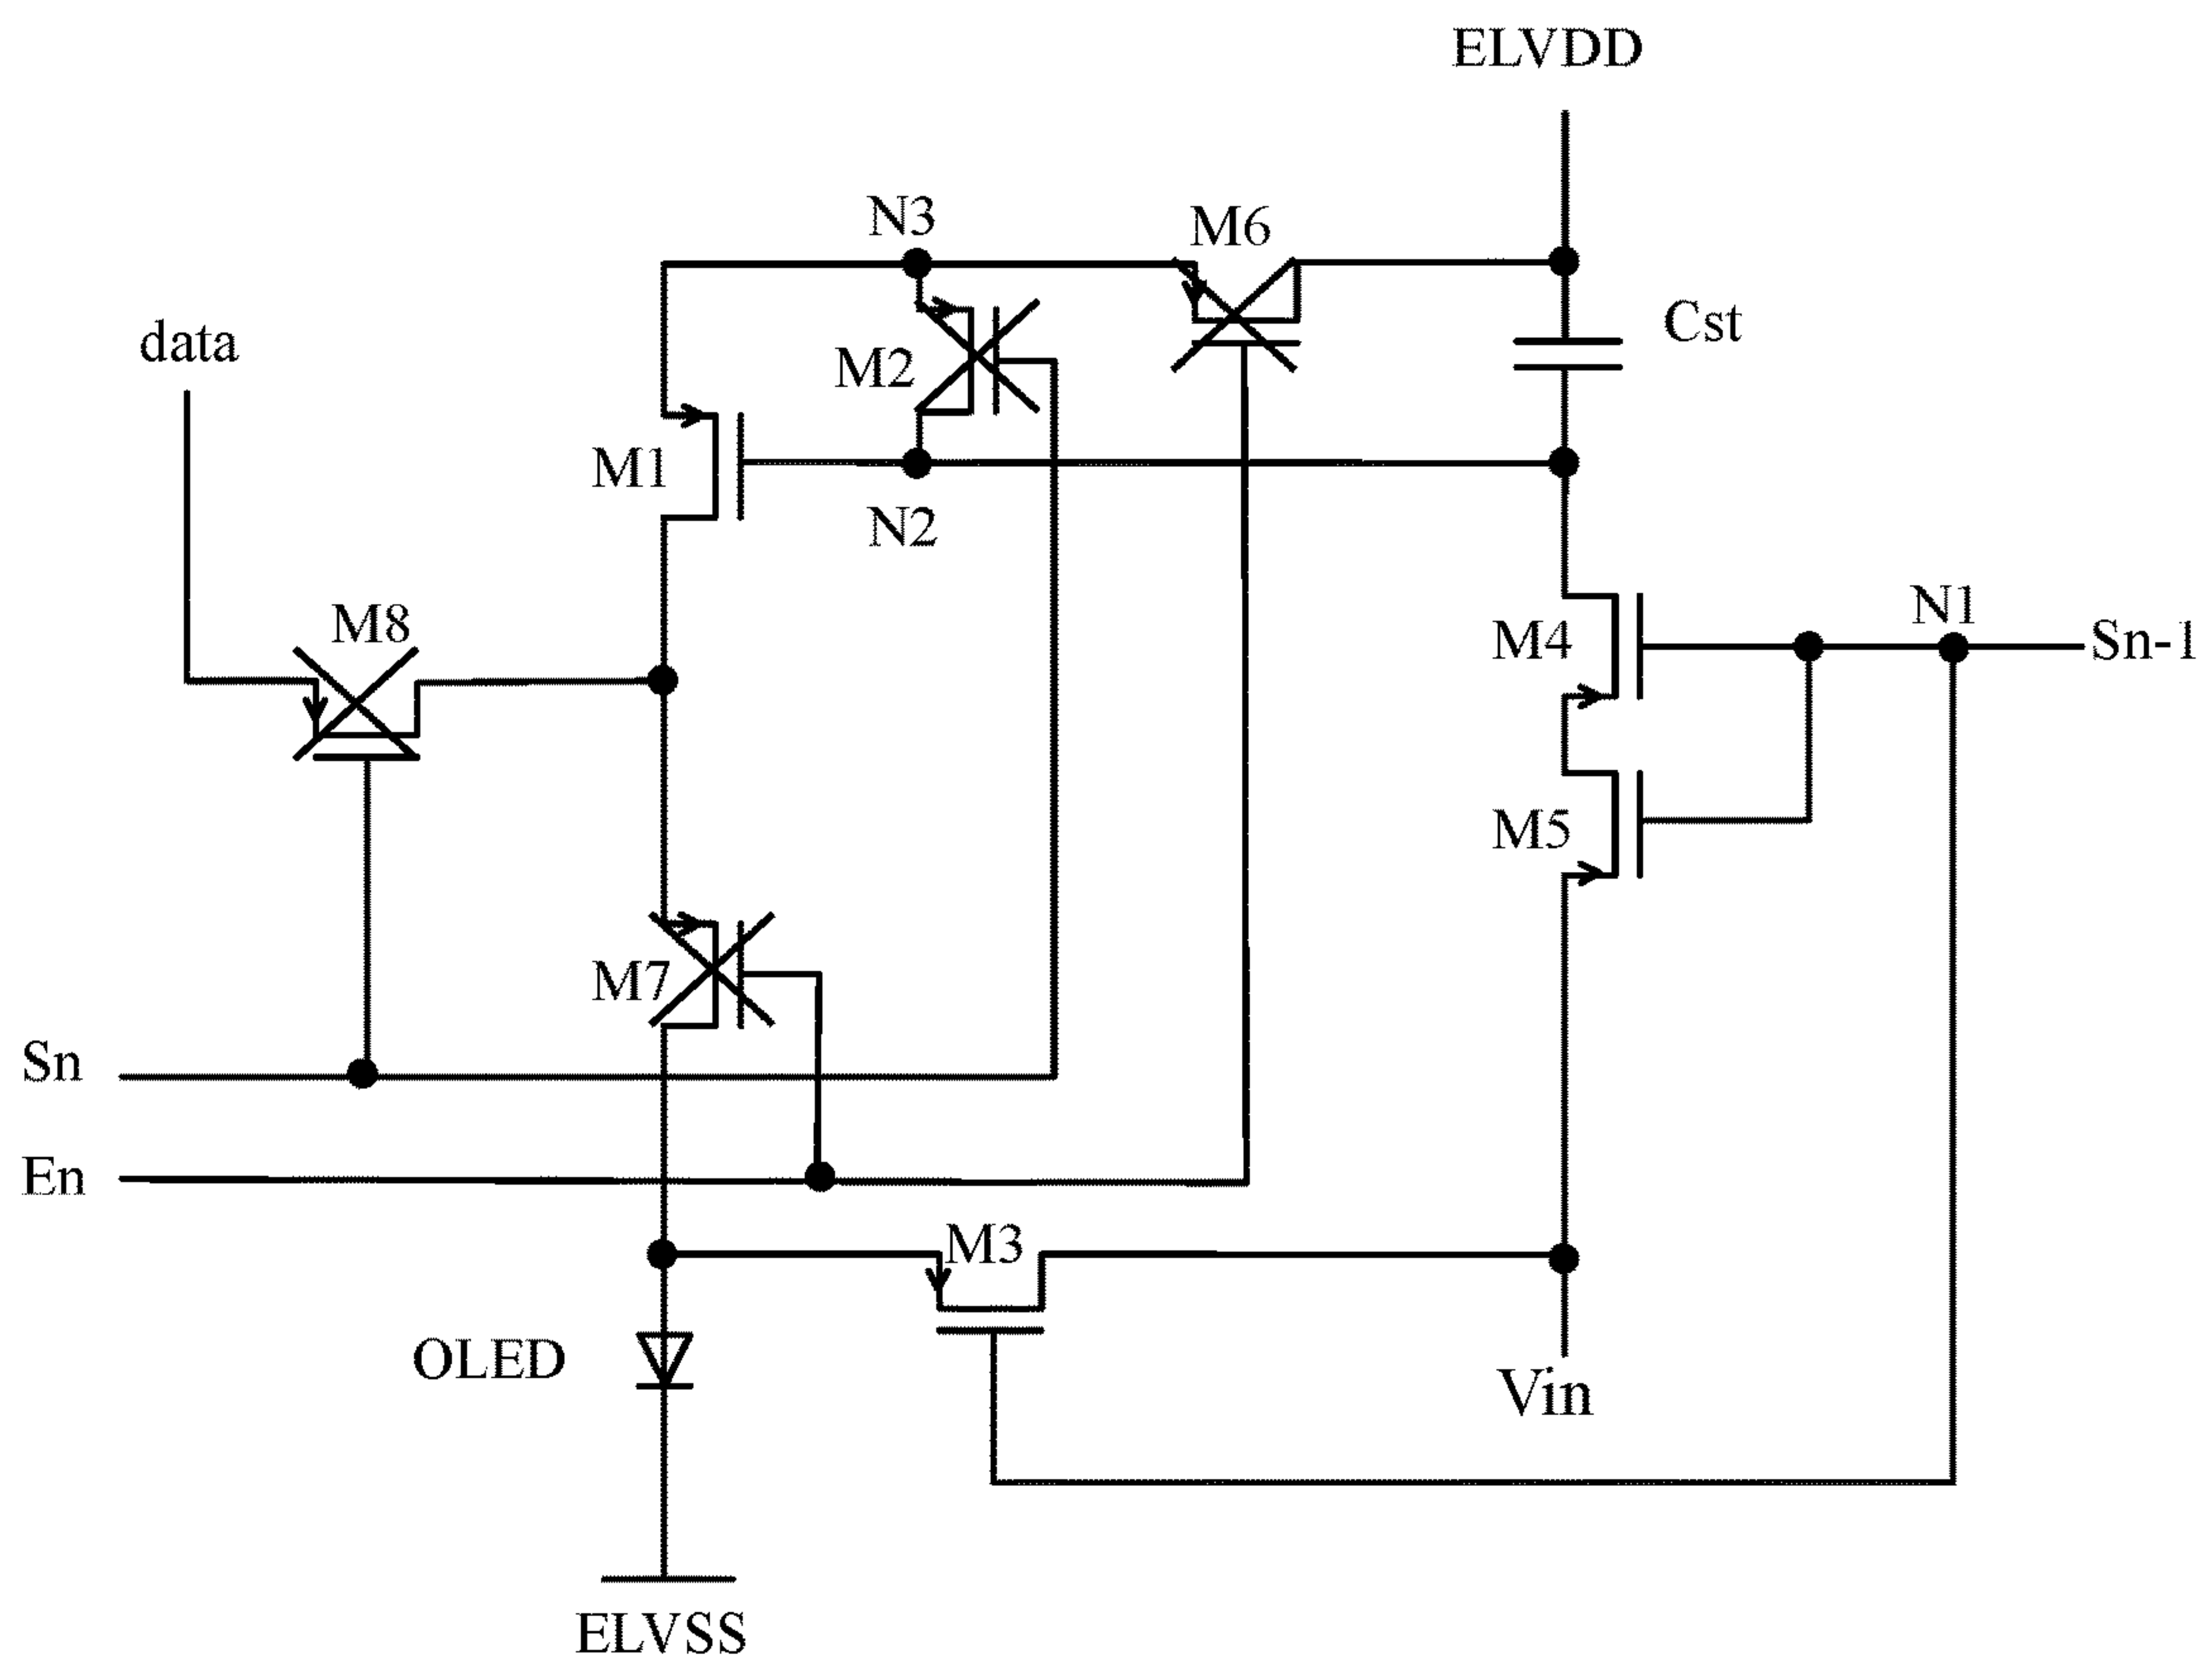 ELVDD
N3
M6
data
Cst
M2
M1
N2
M8
N1
M4
Sn-1
M5
M7
Sn
En
M3
OLED
Vin
ELVSS